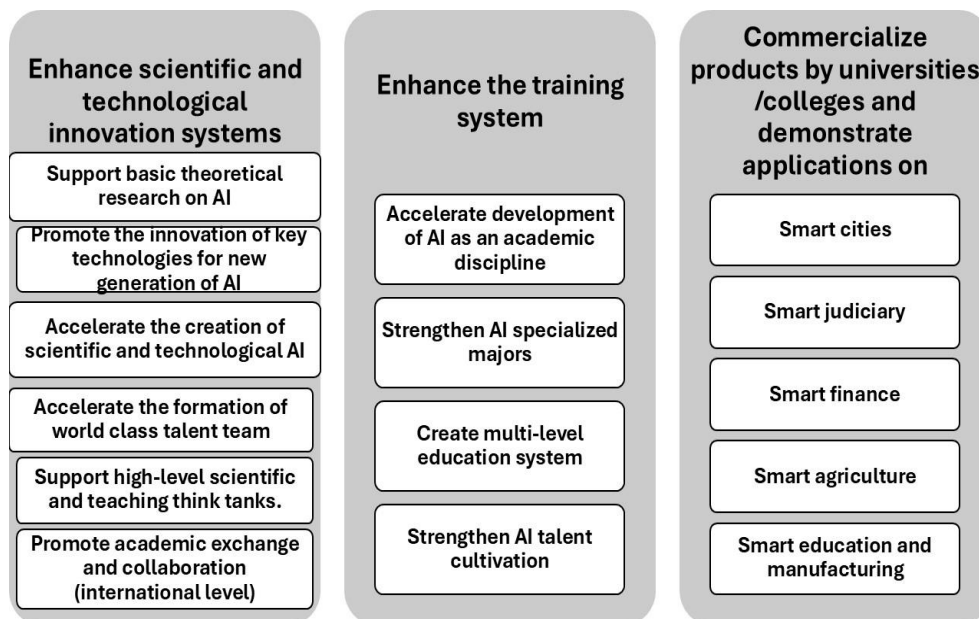 Enhance scientific and
technological
innovation systems
Support basic theoretical
research on AI
Promote the innovation of key
technologies for new
generation of AI
Accelerate the creation of
scientific and technological AI
Accelerate the formation of
world class talent team
Support high-level scientific
and teaching think tanks.
Promote academic exchange
and collaboration
(international level)
Enhance the training
system
Accelerate development
of AI as an academic
discipline
Strengthen AI specialized
majors
Create multi-level
education system
Strengthen AI talent
cultivation
Commercialize
products by universities
/colleges and
demonstrate
applications on
Smart cities
Smart judiciary
Smart finance
Smart agriculture
Smart education and
manufacturing